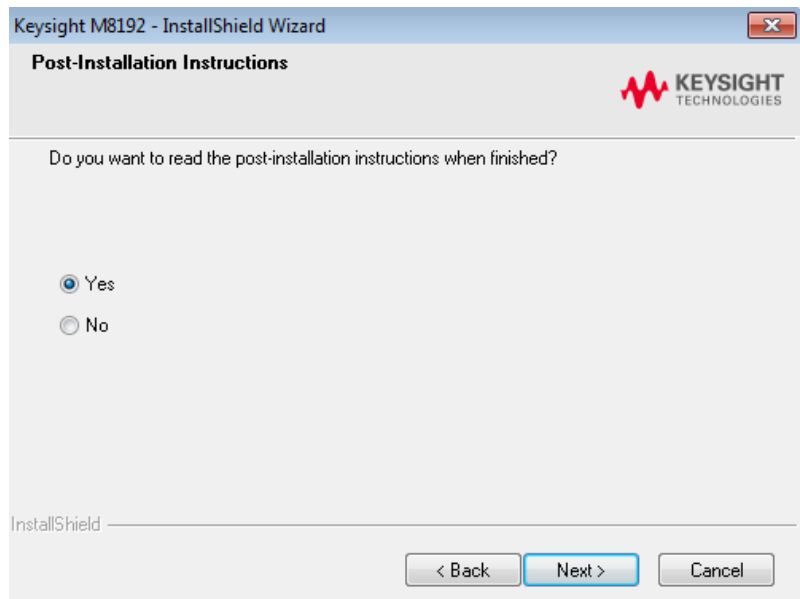 Keysight M8192 - InstallShield Wizard
Post-Installation Instructions
KEYSIGHT
TECHNOLOGIES
Do you want to read the post-installation instructions when finished?
Yes
No
InstallShield
< Back Next > Cancel